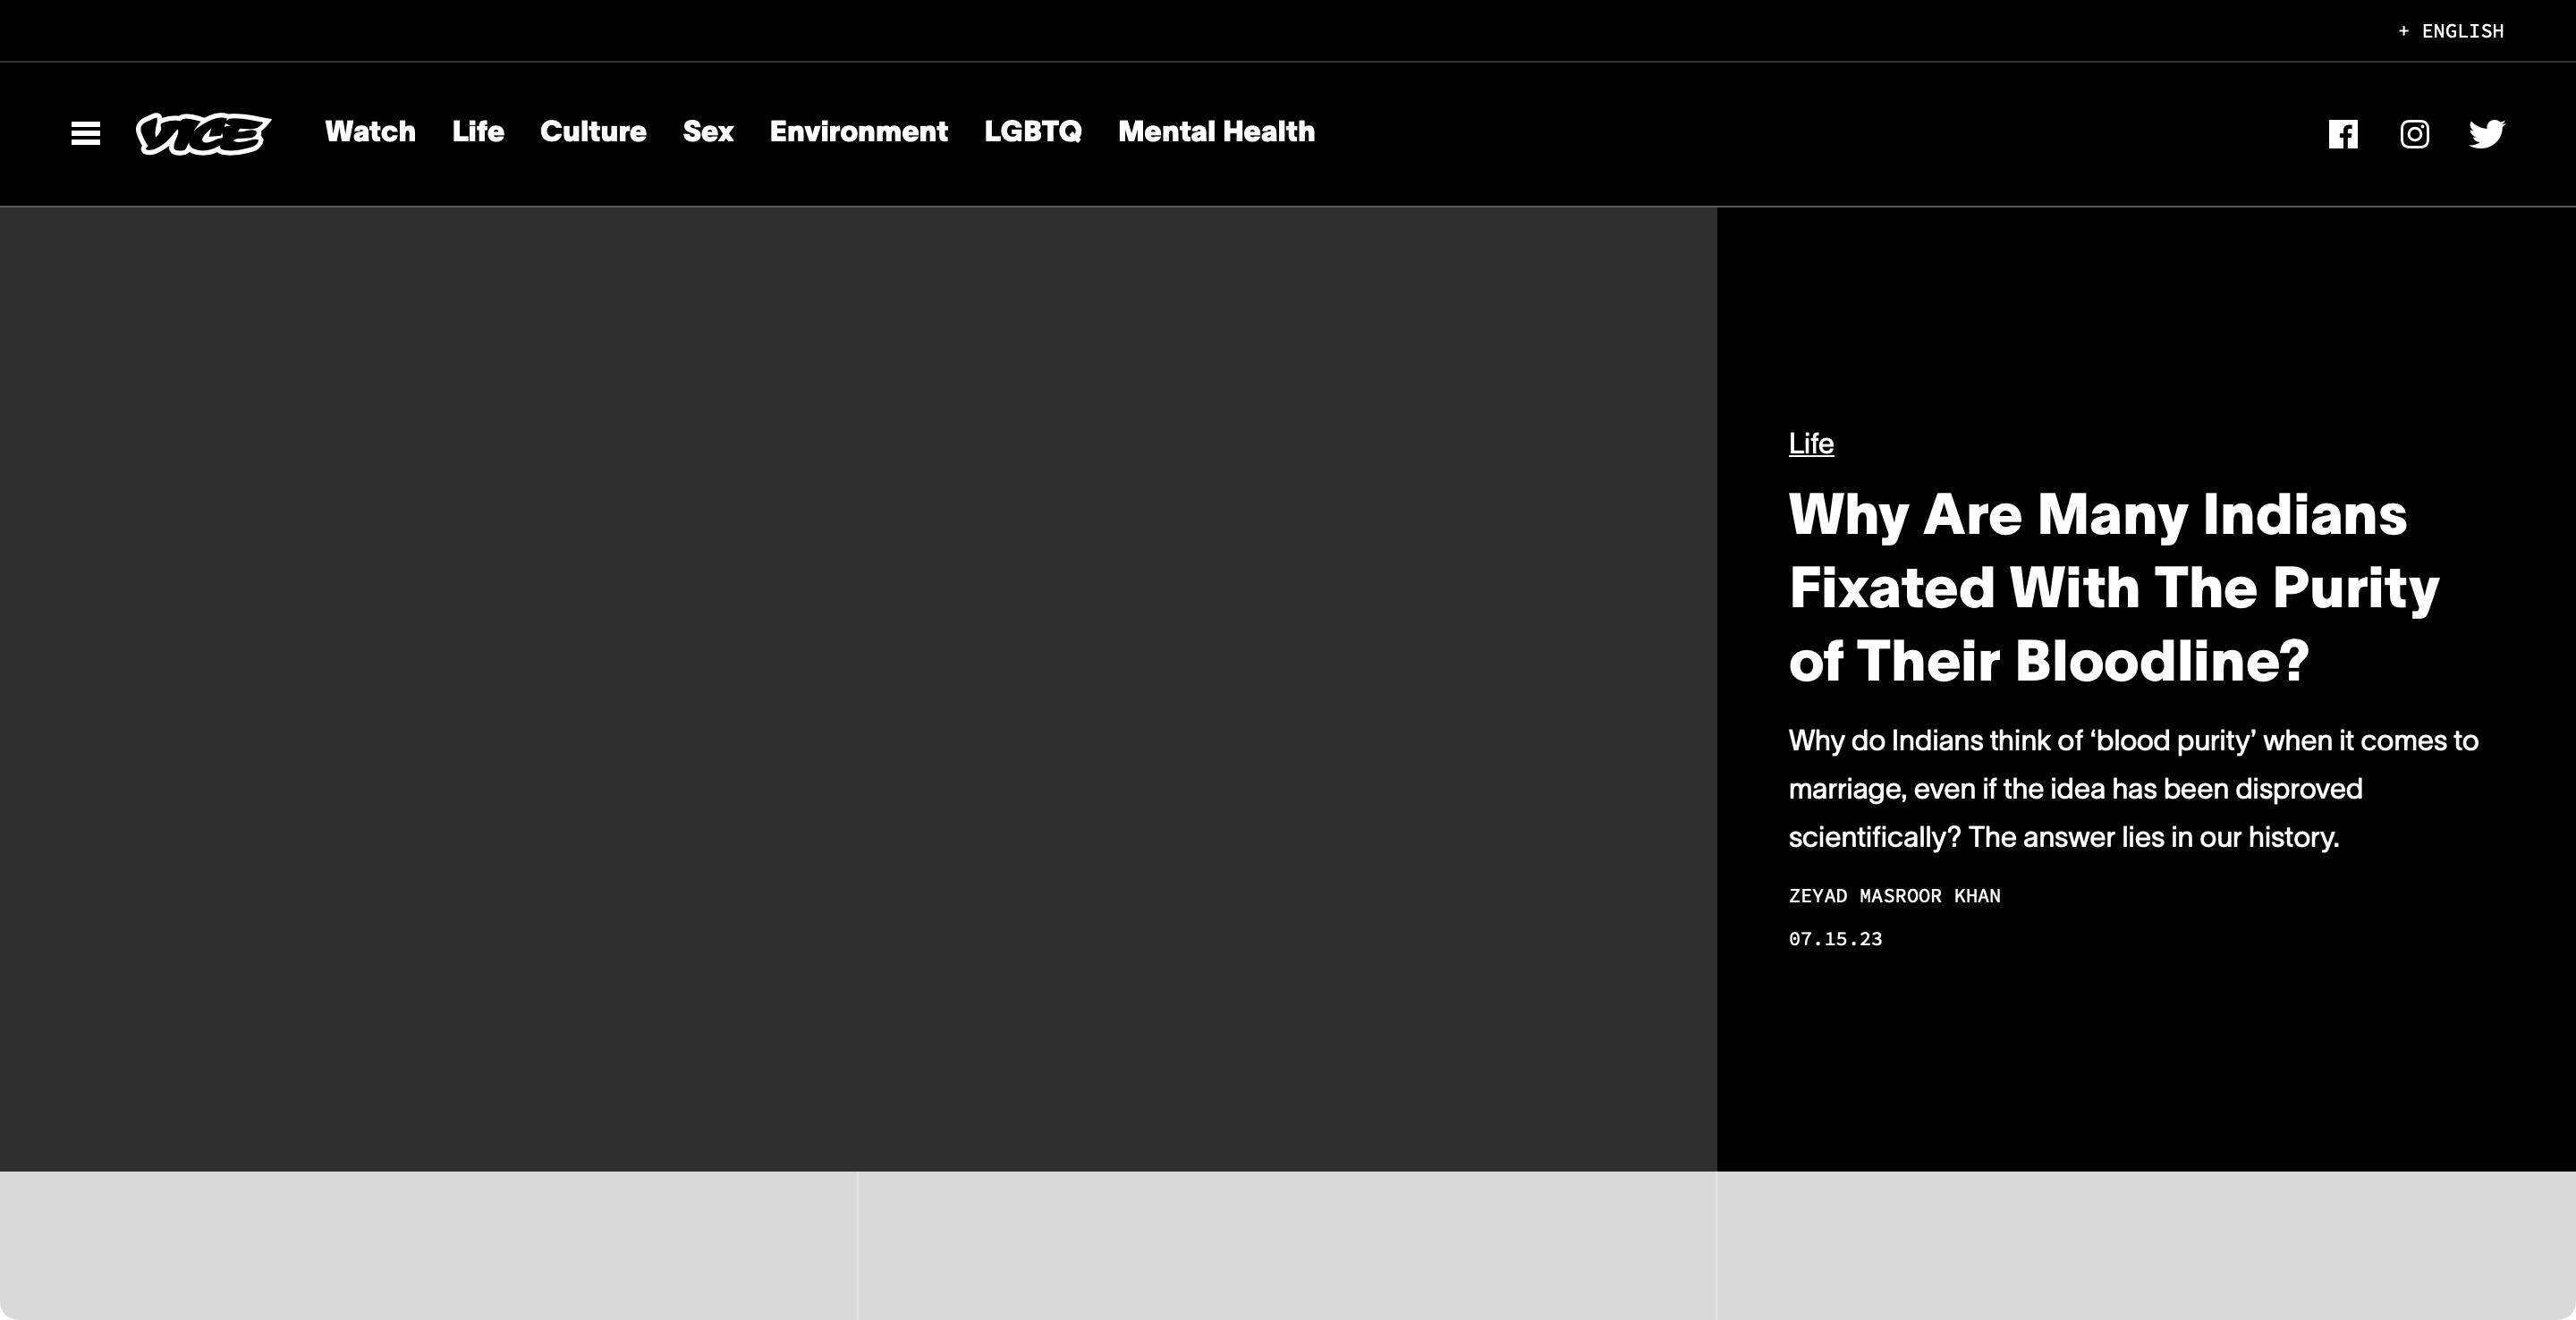 + ENGLISH
VICE
Watch Life Culture Sex Environment LGBTQ Mental Health
Life
Why Are Many Indians
Fixated With The Purity
of Their Bloodline?
Why do Indians think of ‘blood purity’ when it comes to
marriage, even if the idea has been disproved
scientifically? The answer lies in our history.
ZEYAD MASROOR KHAN
07.15.23